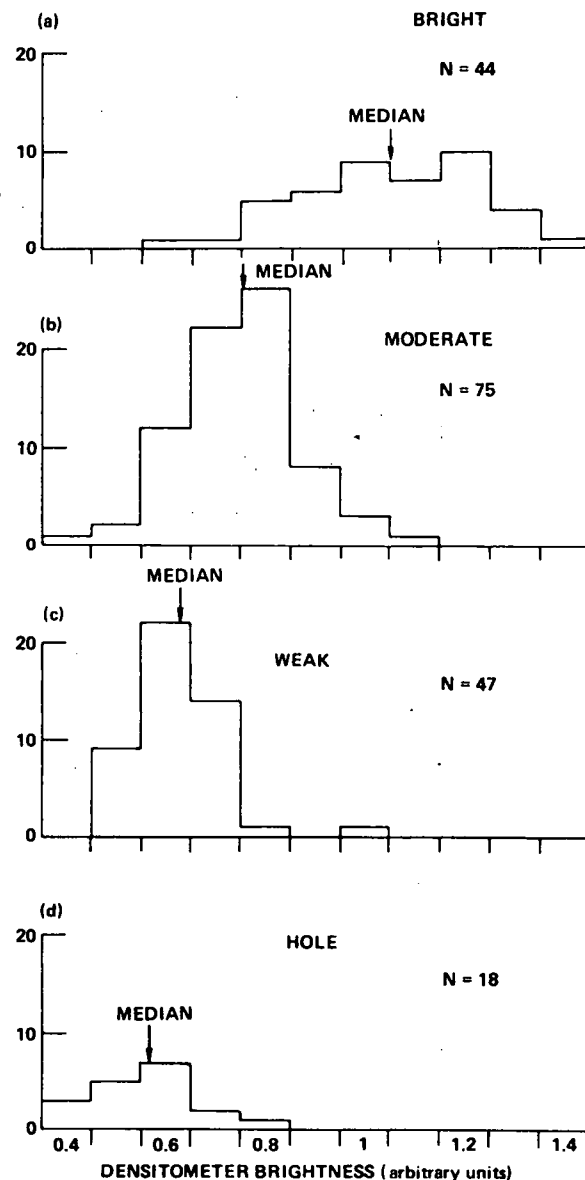 (a)
BRIGHT
20
N = 44
MEDIAN
10
0
MEDIAN
(b)
20
MODERATE
N = 75
10
0
MEDIAN
(c)
20
WEAK
N = 47
10
0
(d)
20
HOLE
N = 18
MEDIAN
10
0
0.4 0.6 0.8 1 1.2 1.4
DENSITOMETER BRIGHTNESS (arbitrary units)